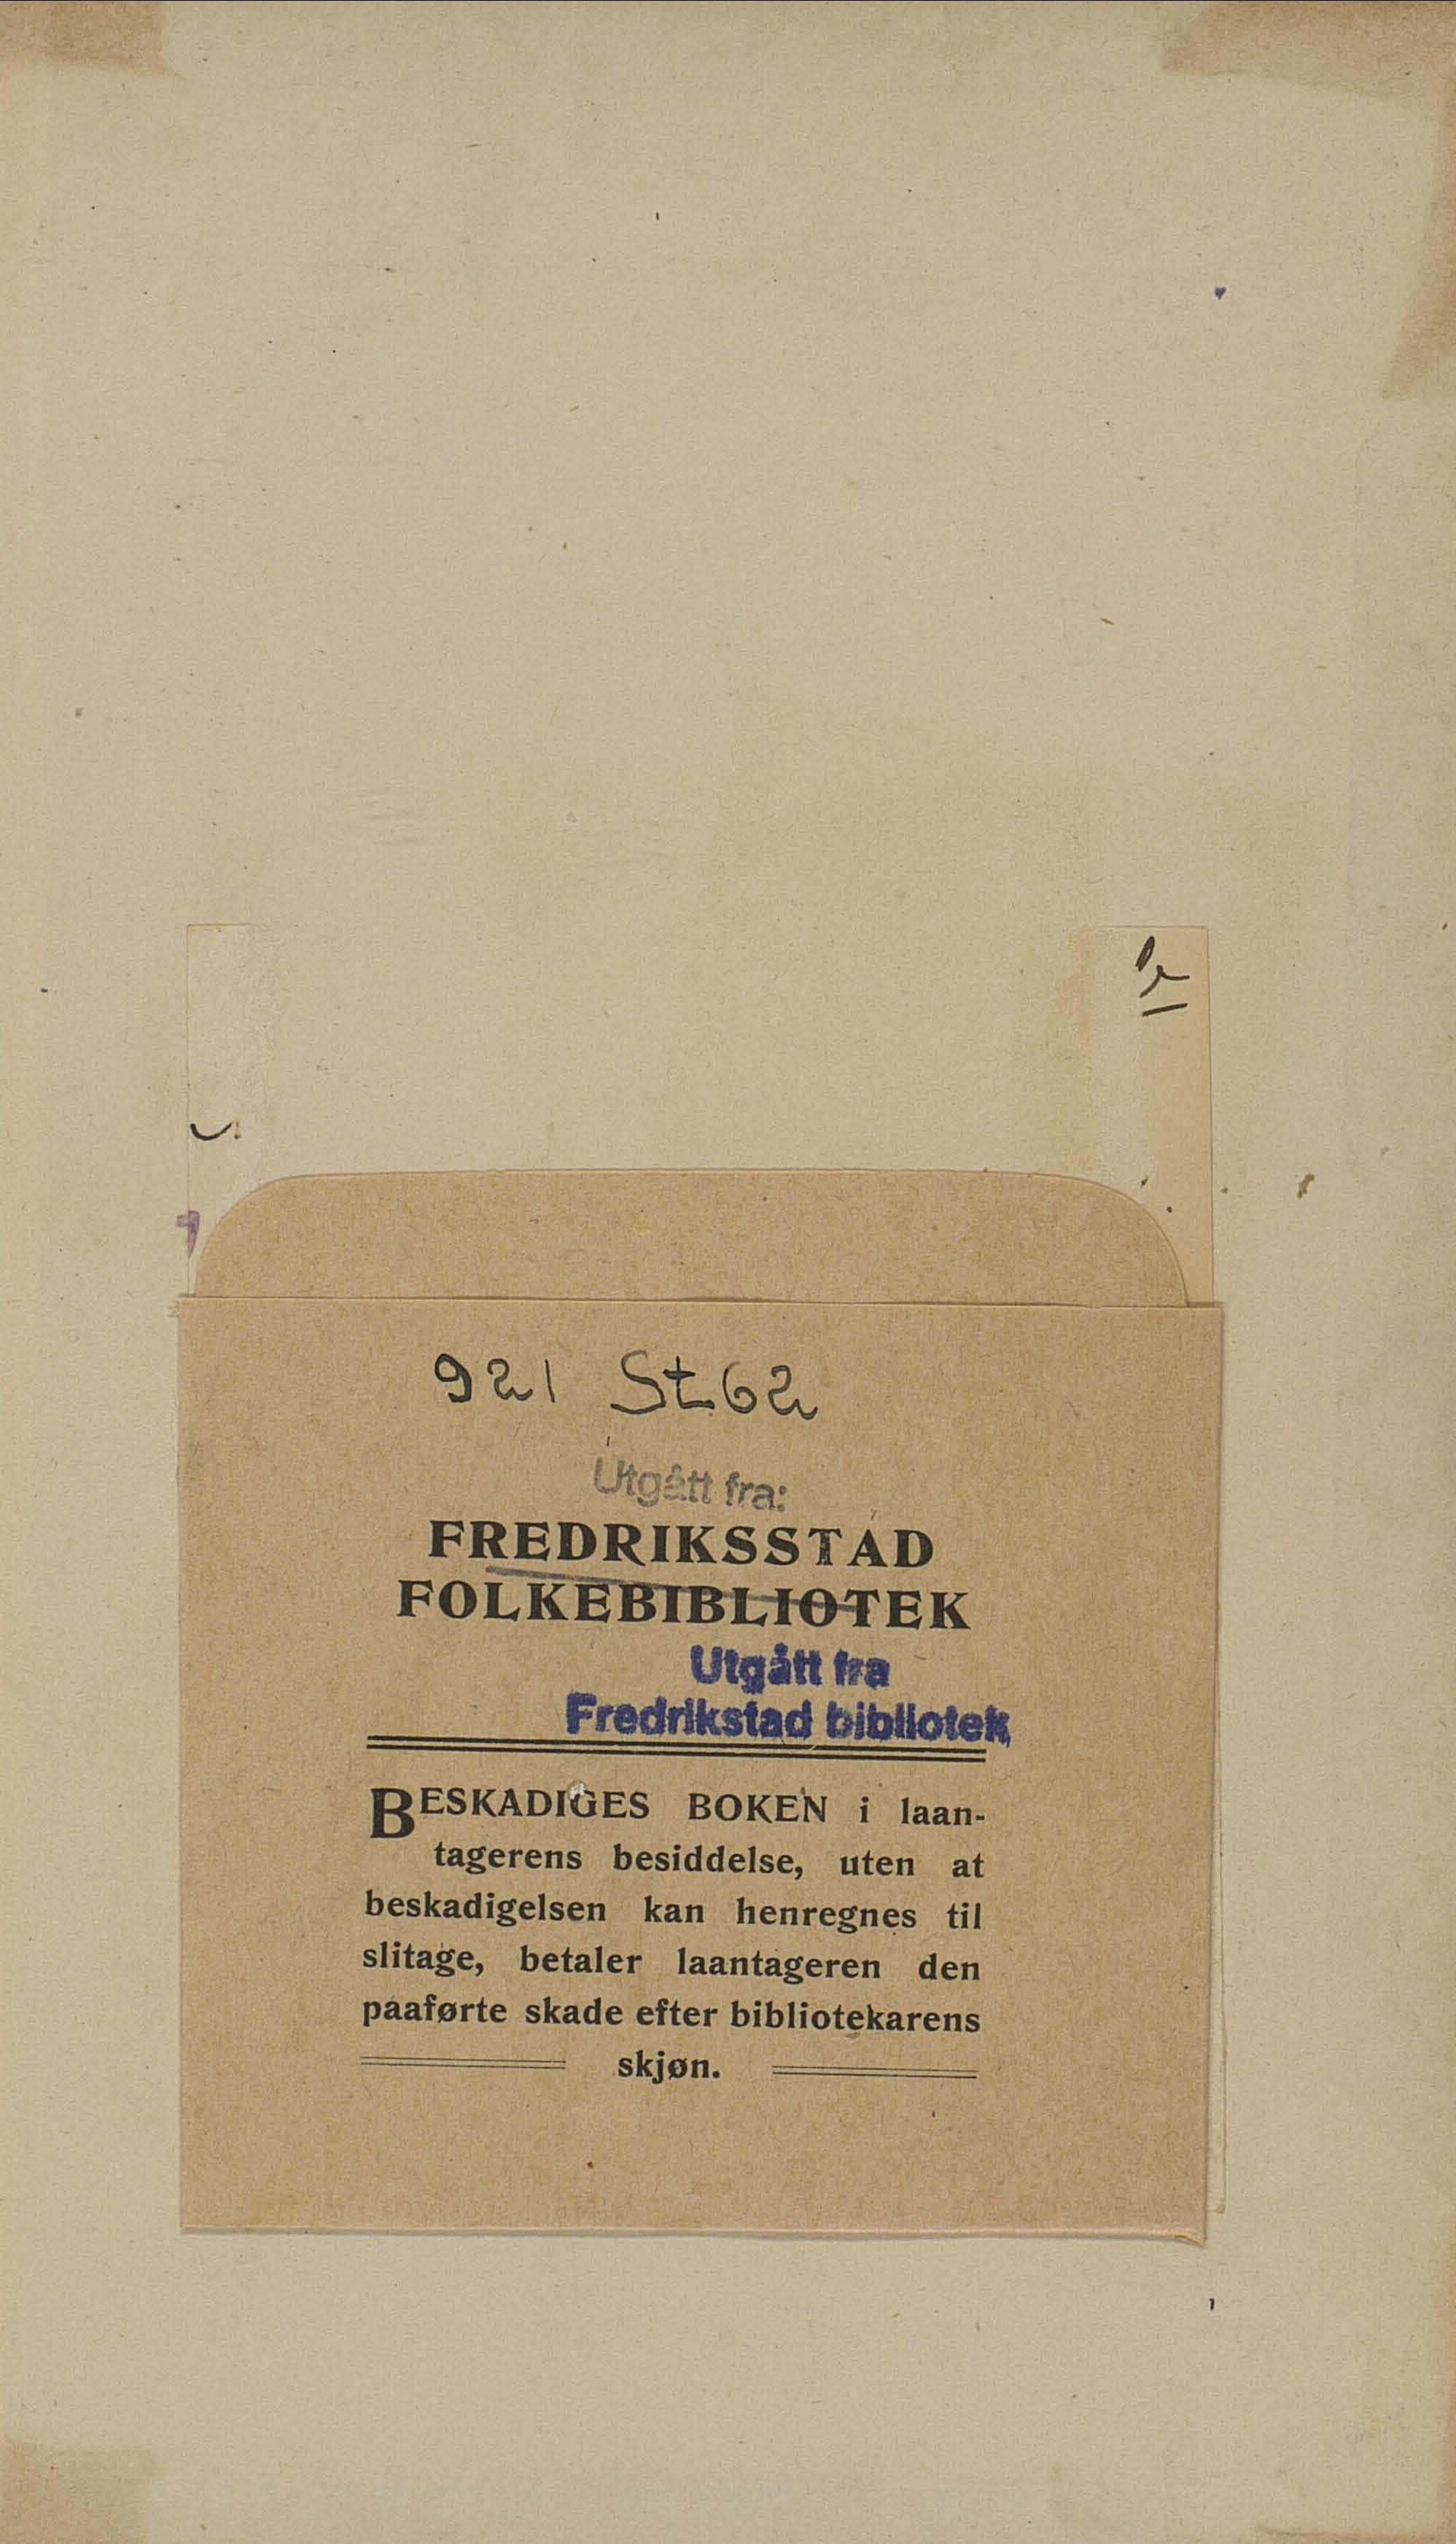 921 St62
Utgått fra:
FREDRIKSSTAD
FOLKEBIBLIOTEK
Utgått fra
Fredrikstad bibliotek
BESKADIGES BOKEN i laan-
tagerens besiddelse, uten at
beskadigelsen kan henregnes til
slitage, betaler laantageren den
paaførte skade efter bibliotekarens
skjøn.